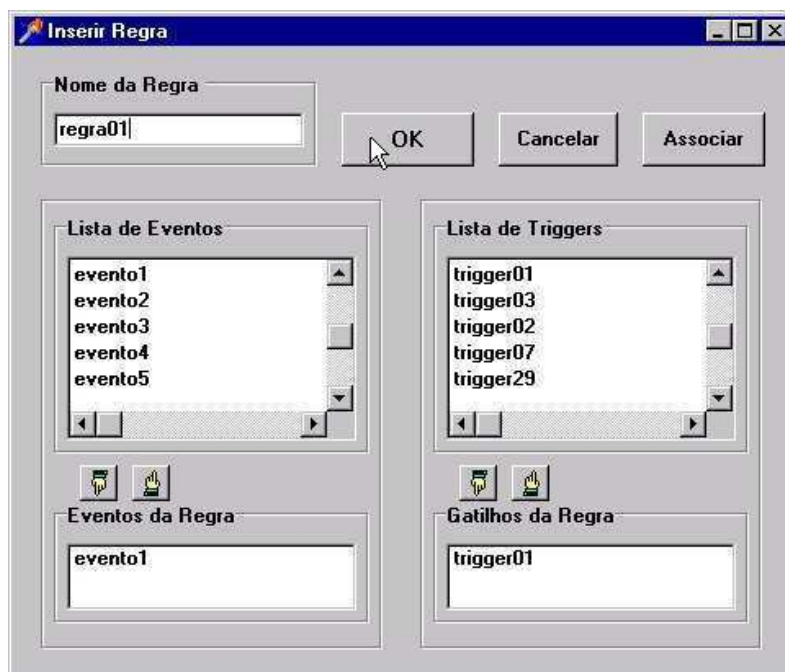 Inserir Regra
Nome da Regra
regra01
OK
Cancelar
Associar
Lista de Eventos
evento1
evento2
evento3
evento4
evento5
Eventos da Regra
evento1
Lista de Triggers
trigger01
trigger03
trigger02
trigger07
trigger29
Gatilhos da Regra
trigger01